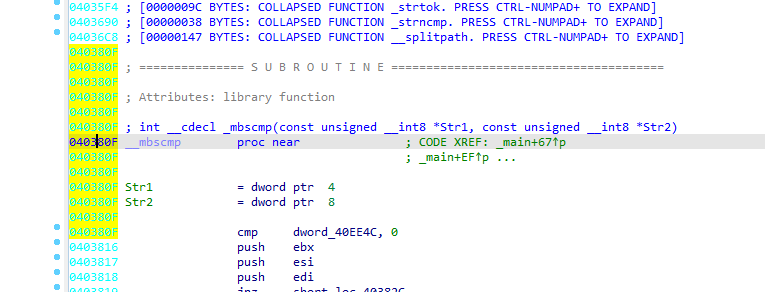 04035F4 ; [0000009C BYTES: COLLAPSED FUNCTION _strtok. PRESS CTRL-NUMPAD+ TO EXPAND]
0403690 ; [00000038 BYTES: COLLAPSED FUNCTION _strncmp. PRESS CTRL-NUMPAD+ TO EXPAND]
04036C8 ; [00000147 BYTES: COLLAPSED FUNCTION __splitpath. PRESS CTRL-NUMPAD+ TO EXPAND]
040380F
040380F ; =============== S U B R O U T I N E =======================================
040380F
040380F ; Attributes: library function
040380F
040380F ; int __cdecl _mbscmp(const unsigned __int8 *Str1, const unsigned __int8 *Str2)
040380F __mbscmp proc near ; CODE XREF: _main+67↑p
040380F ; _main+EF↑p ...
040380F
040380F Str1 = dword ptr 4
040380F Str2 = dword ptr 8
040380F
040380F cmp dword_40EE4C, 0
0403816 push ebx
0403817 push esi
0403818 push edi
0403819 jnz short loc_40382C